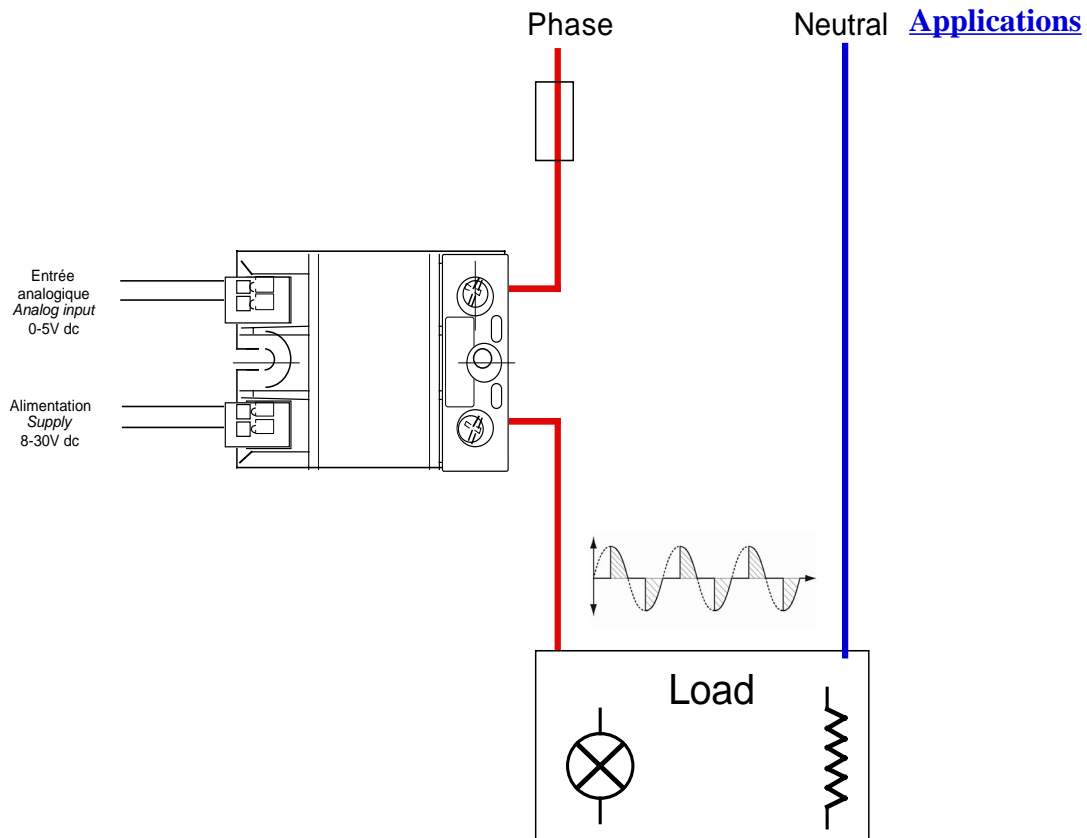 Phase
Neutral
Applications
Entrée
analogique
Analog input
0-5V dc
Alimentation
Supply
8-30V dc
Load